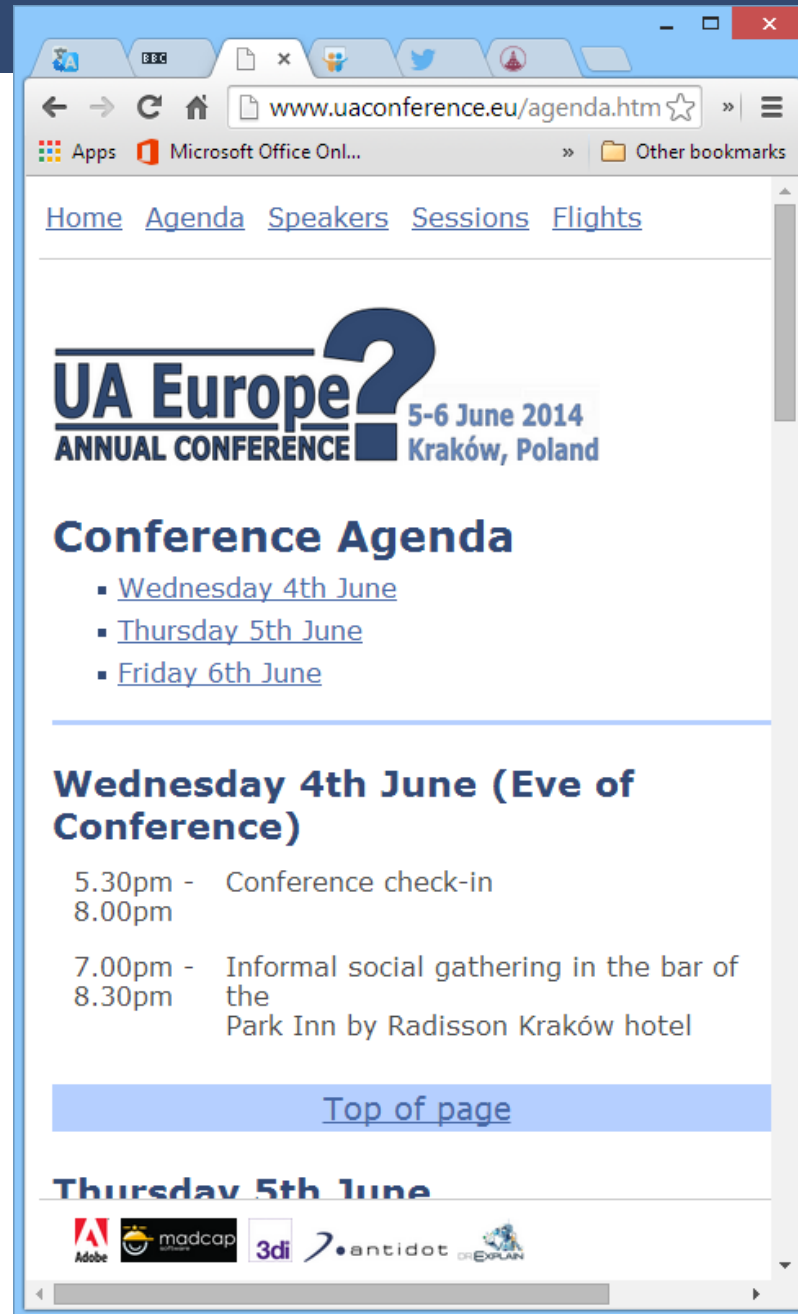 BBC
www.uaconference.eu/agenda.htm
Apps Microsoft Office Onl... » Other bookmarks
Home Agenda Speakers Sessions Flights
UA Europe?
ANNUAL CONFERENCE
5-6 June 2014
Kraków, Poland
Conference Agenda
▪ Wednesday 4th June
▪ Thursday 5th June
▪ Friday 6th June
Wednesday 4th June (Eve of
Conference)
5.30pm - Conference check-in
8.00pm
7.00pm - Informal social gathering in the bar of
8.30pm the
Park Inn by Radisson Kraków hotel
Top of page
Thursday 5th June
Adobe madcap software 3di antidot DREXPLAIN